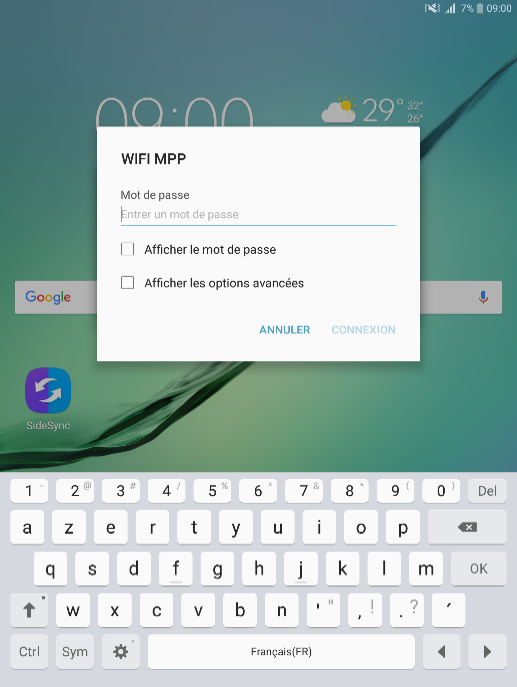 7% 09:00
09:00
29° 32°
26°
WIFI MPP
Mot de passe
Entrer un mot de passe
Afficher le mot de passe
Afficher les options avancées
Google
ANNULER CONNEXION
SideSync
1 - 2 @ 3 # 4 / 5 % 6 ^ 7 & 8 * 9 ( 0 ) Del
a z e r t y u i o p
q s d f g h j k l m OK
w x c v b n ' " , ! . ? ´
Ctrl Sym Français(FR)